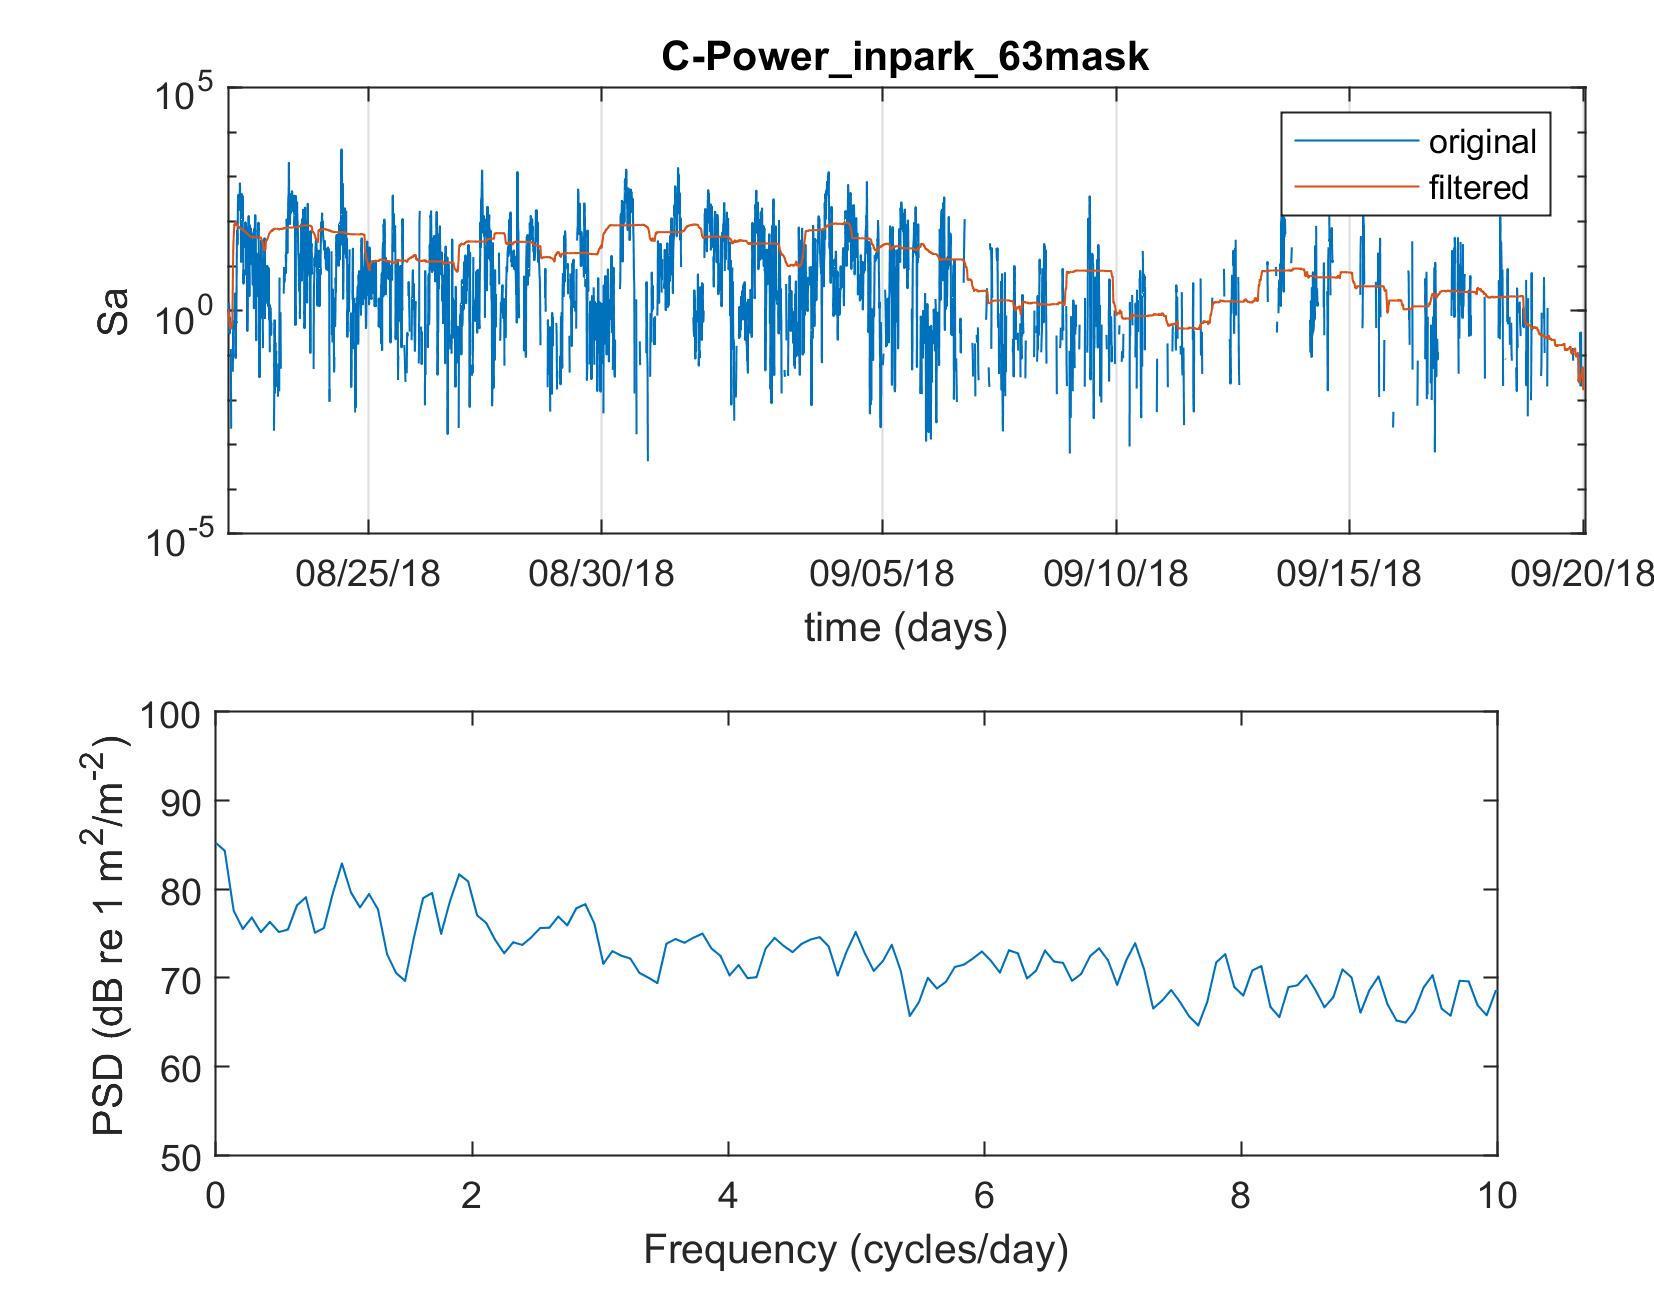 C-Power_inpark_63mask
10^5
10^0
10^-5
Sa
original
filtered
08/25/18 08/30/18 09/05/18 09/10/18 09/15/18 09/20/18
time (days)
100
90
80
70
60
50
PSD (dB re 1 m^2/m^-2)
0 2 4 6 8 10
Frequency (cycles/day)